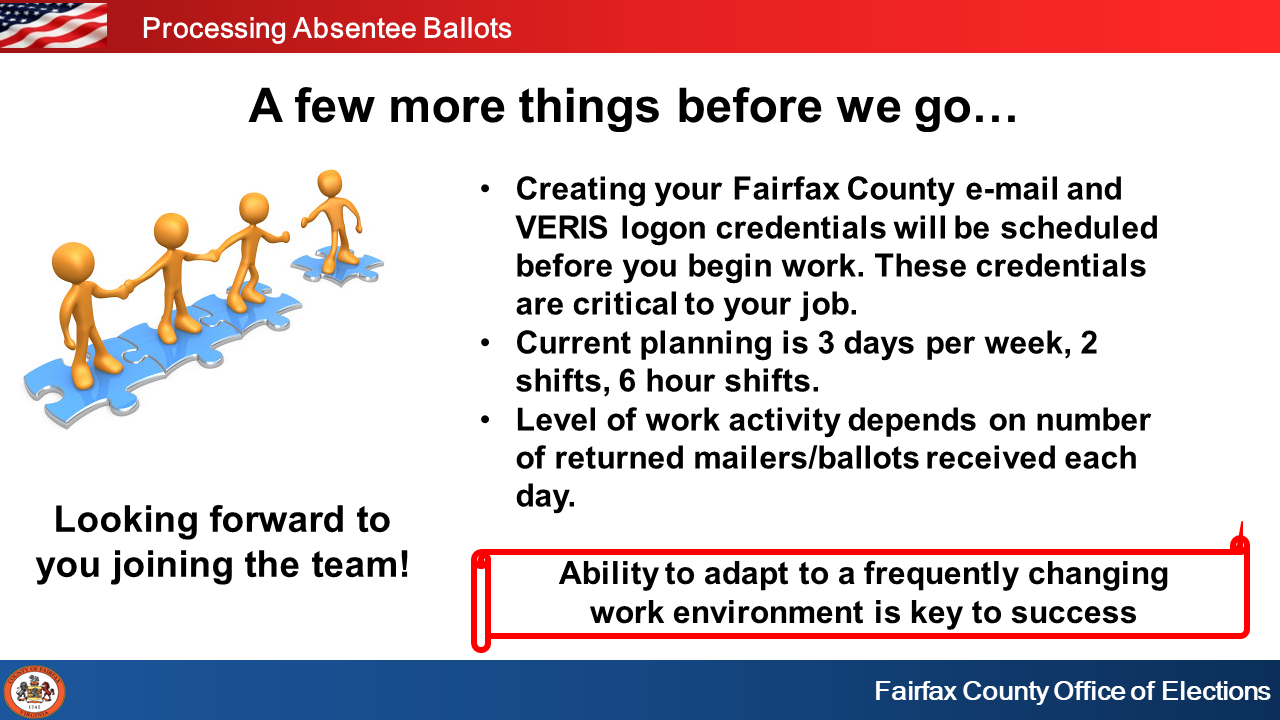 Processing Absentee Ballots
A few more things before we go…
• Creating your Fairfax County e-mail and
VERIS logon credentials will be scheduled
before you begin work. These credentials
are critical to your job.
• Current planning is 3 days per week, 2
shifts, 6 hour shifts.
• Level of work activity depends on number
of returned mailers/ballots received each
day.
Looking forward to
you joining the team!
Ability to adapt to a frequently changing
work environment is key to success
COUNTY OF FAIRFAX
1742
VIRGINIA
Fairfax County Office of Elections